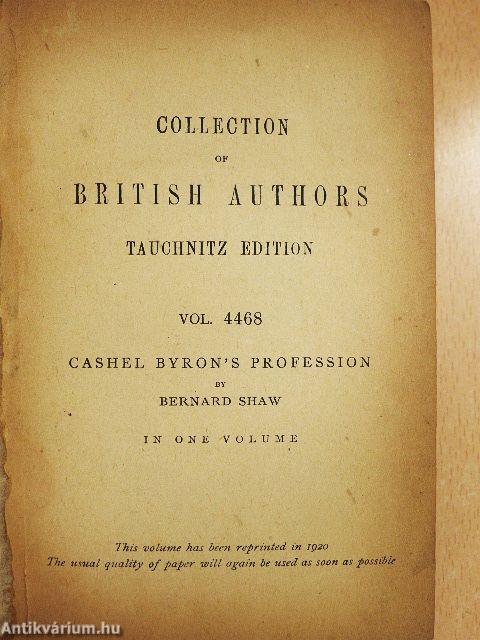 COLLECTION
OF
BRITISH AUTHORS
TAUCHNITZ EDITION
VOL. 4468
CASHEL BYRON'S PROFESSION
BY
BERNARD SHAW
IN ONE VOLUME
This volume has been reprinted in 1920
The usual quality of paper will again be used as soon as possible
Antikvárium.hu